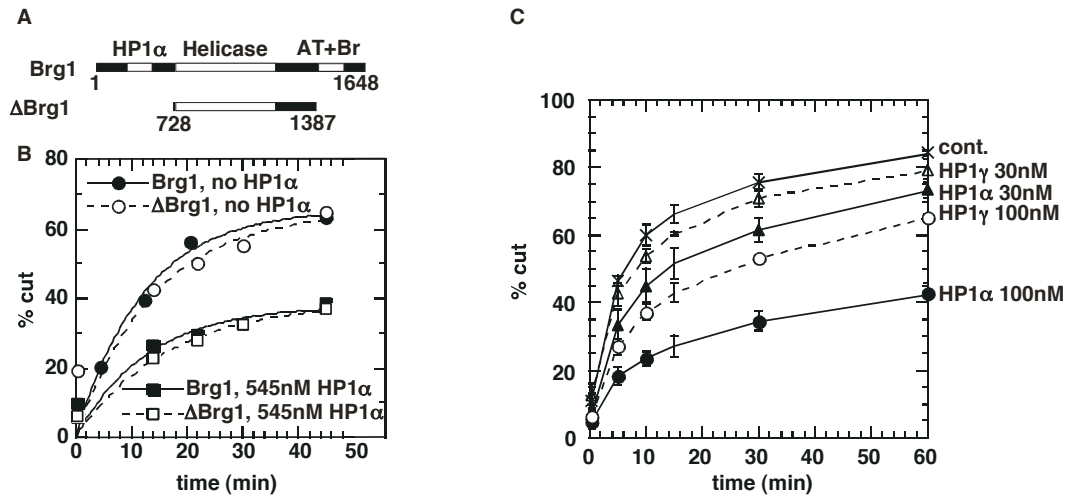 A
HP1α Helicase AT+Br
Brg1
1 1648
ΔBrg1
728 1387
B
80
60
40
20
0
% cut
Brg1, no HP1α
ΔBrg1, no HP1α
Brg1, 545nM HP1α
ΔBrg1, 545nM HP1α
0 10 20 30 40 50
time (min)
C
100
80
60
40
20
0
% cut
cont.
HP1γ 30nM
HP1α 30nM
HP1γ 100nM
HP1α 100nM
0 10 20 30 40 50 60
time (min)